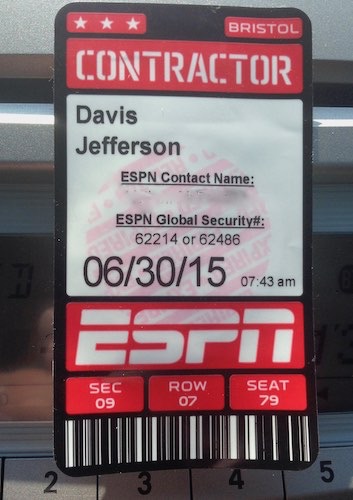 BRISTOL
CONTRACTOR
Davis
Jefferson
ESPN Contact Name:
ESPN Global Security#:
62214 or 62486
06/30/15 07:43 am
ESPN
SEC ROW SEAT
09 07 79
2 3 4 5